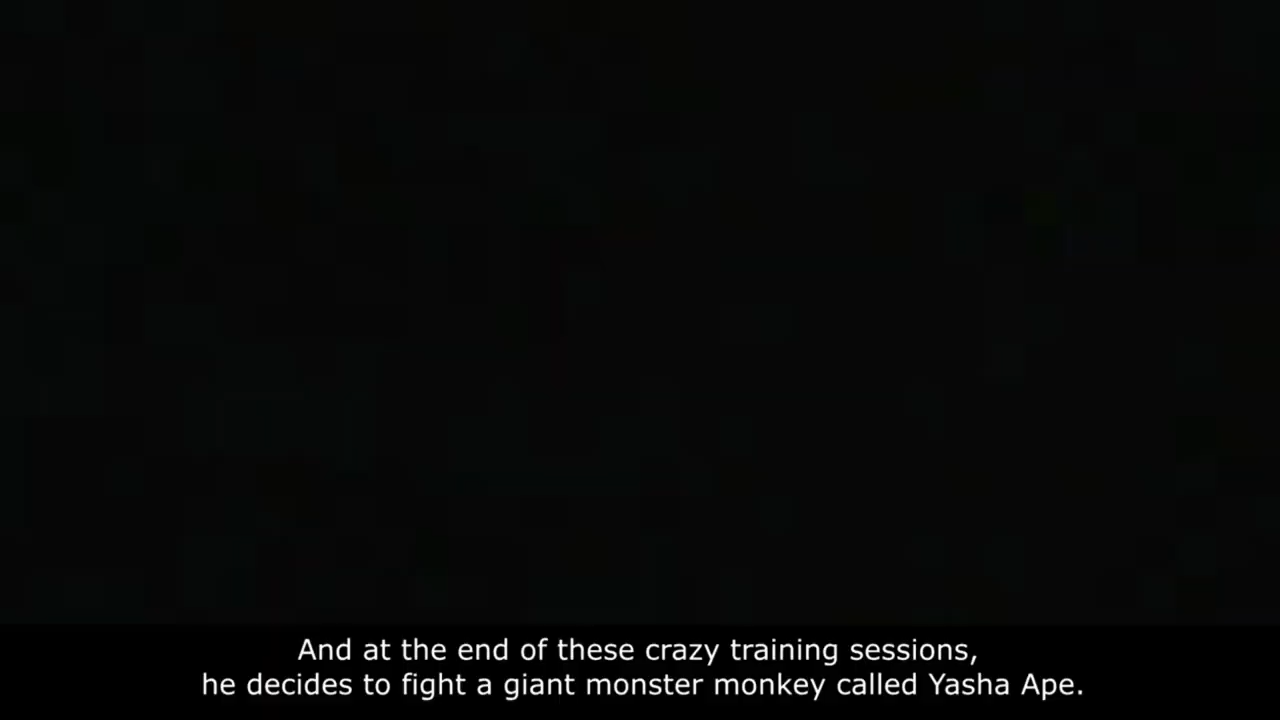 And at the end of these crazy training sessions,
he decides to fight a giant monster monkey called Yasha Ape.